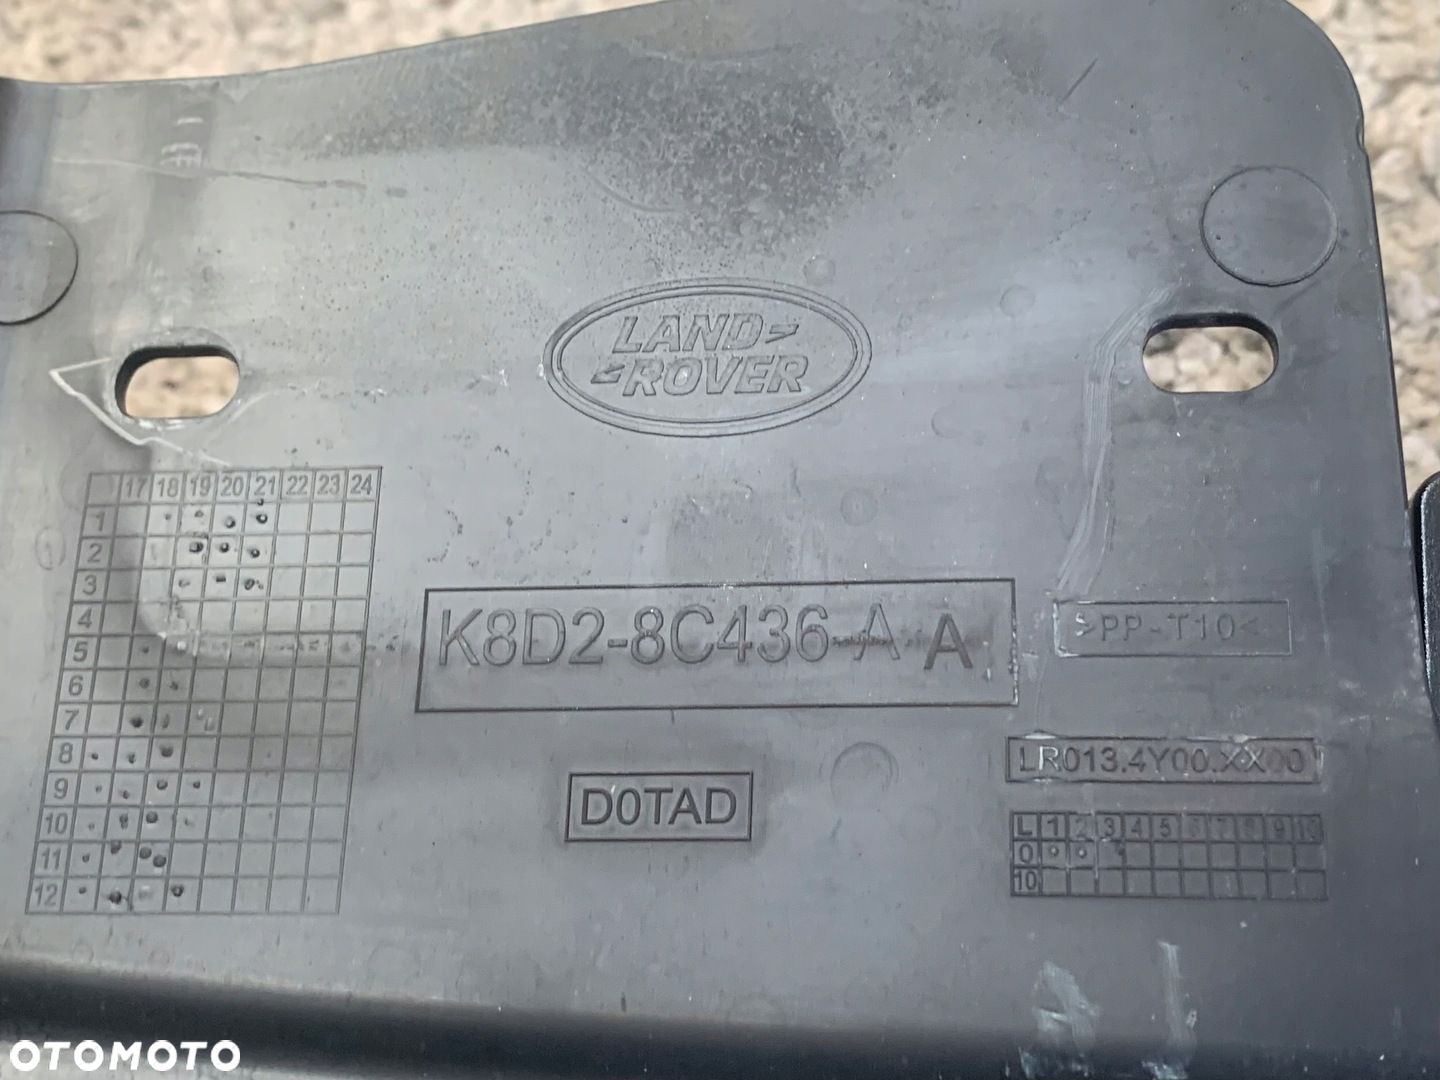 LAND
ROVER
17 18 19 20 21 22 23 24
1
2
3
4
5
6
7
8
9
10
11
12
K8D2-8C436-A A
>PP-T10<
LR013.4Y00.XX00
D0TAD
L 1 2 3 4 5 6 7 8 9 10
0
10
OTOMOTO